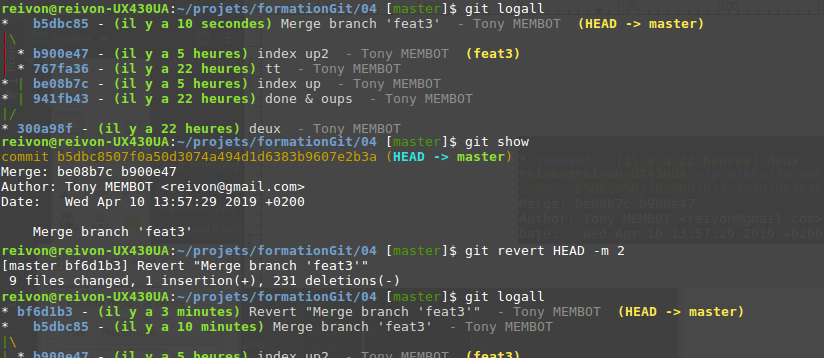 reivon@reivon-UX430UA:~/projets/formationGit/04 [master]$ git logall
*   b5dbc85 - (il y a 10 secondes) Merge branch 'feat3'  - Tony MEMBOT  (HEAD -> master)
|\
| * b900e47 - (il y a 5 heures) index up2  - Tony MEMBOT  (feat3)
| * 767fa36 - (il y a 22 heures) tt  - Tony MEMBOT
* | be08b7c - (il y a 5 heures) index up  - Tony MEMBOT
* | 941fb43 - (il y a 22 heures) done & oups  - Tony MEMBOT
|/
* 300a98f - (il y a 22 heures) deux  - Tony MEMBOT
reivon@reivon-UX430UA:~/projets/formationGit/04 [master]$ git show
commit b5dbc8507f0a50d3074a494d1d6383b9607e2b3a (HEAD -> master)
Merge: be08b7c b900e47
Author: Tony MEMBOT <reivon@gmail.com>
Date:   Wed Apr 10 13:57:29 2019 +0200

    Merge branch 'feat3'
reivon@reivon-UX430UA:~/projets/formationGit/04 [master]$ git revert HEAD -m 2
[master bf6d1b3] Revert "Merge branch 'feat3'"
 9 files changed, 1 insertion(+), 231 deletions(-)
reivon@reivon-UX430UA:~/projets/formationGit/04 [master]$ git logall
* bf6d1b3 - (il y a 3 minutes) Revert "Merge branch 'feat3'"  - Tony MEMBOT  (HEAD -> master)
*   b5dbc85 - (il y a 10 minutes) Merge branch 'feat3'  - Tony MEMBOT
|\
| * b900e47 - (il y a 5 heures) index up2  - Tony MEMBOT  (feat3)